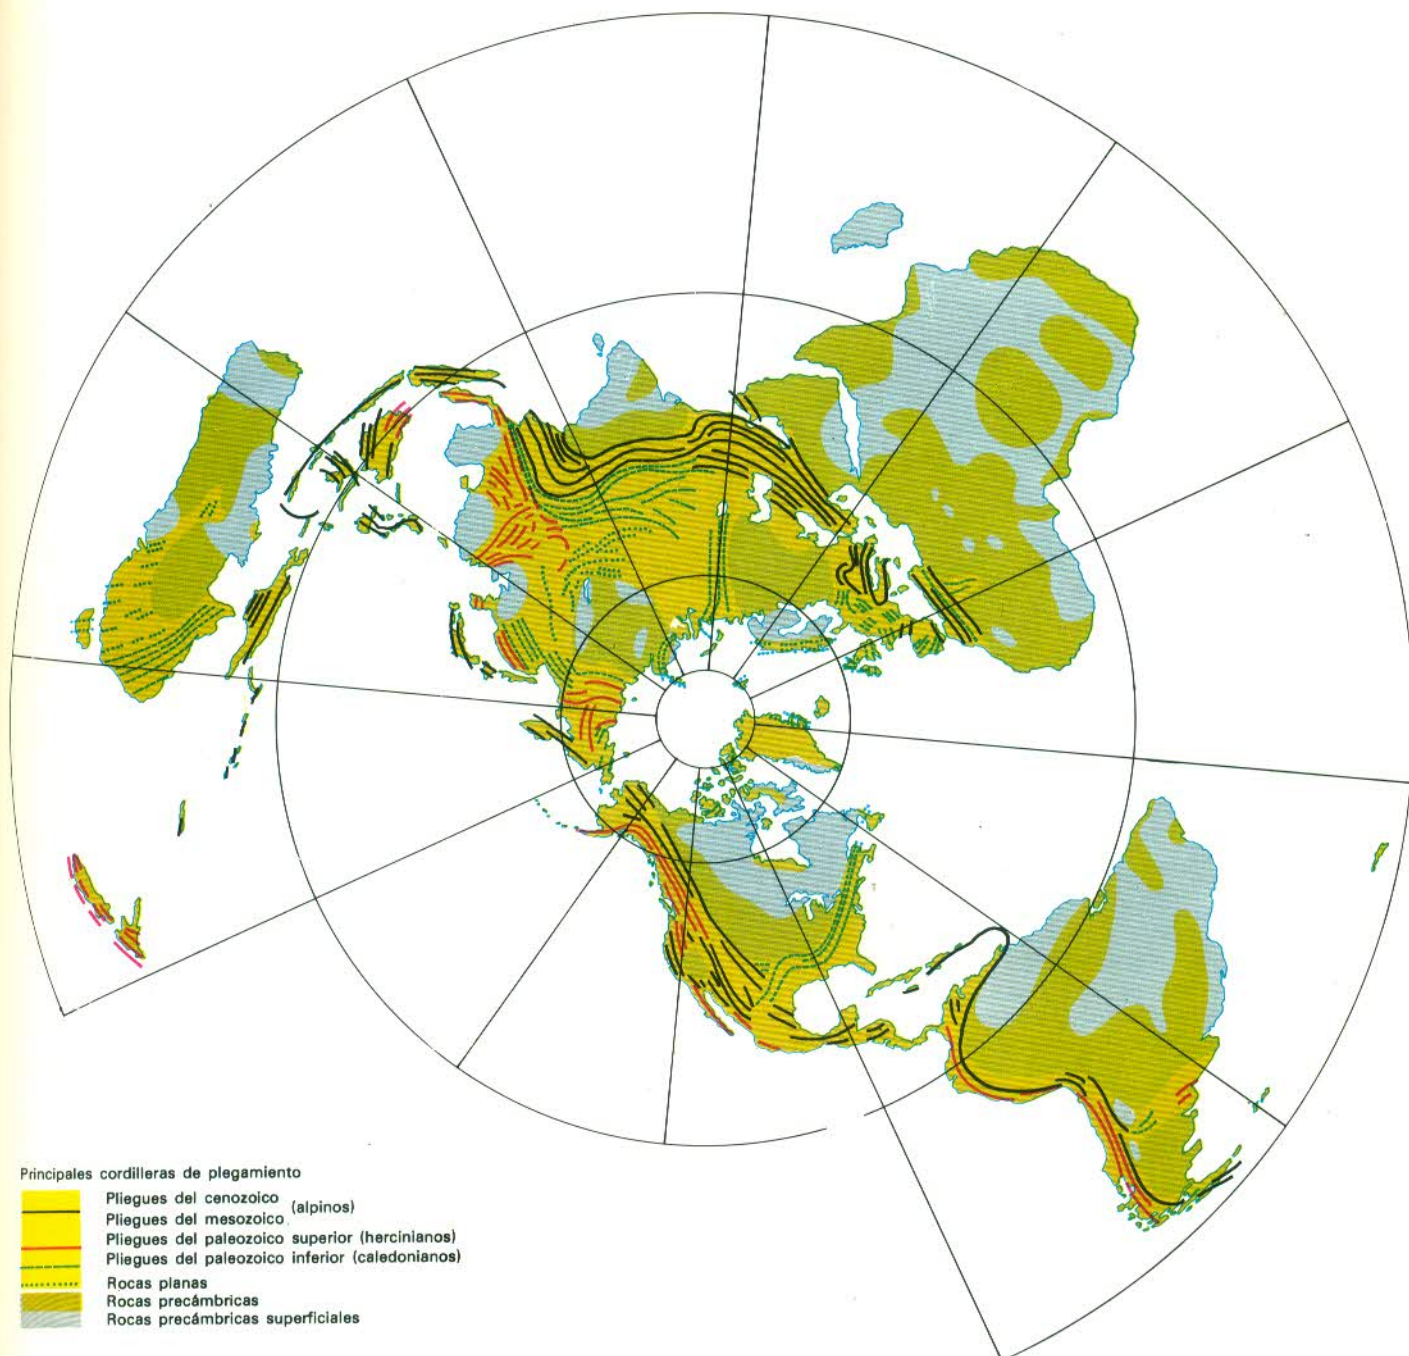 Principales cordilleras de plegamiento
Pliegues del cenozoico
(alpinos)
Pliegues del mesozoico
Pliegues del paleozoico superior (hercinianos)
Pliegues del paleozoico inferior (caledonianos)
Rocas planas
Rocas precámbricas
Rocas precámbricas superficiales